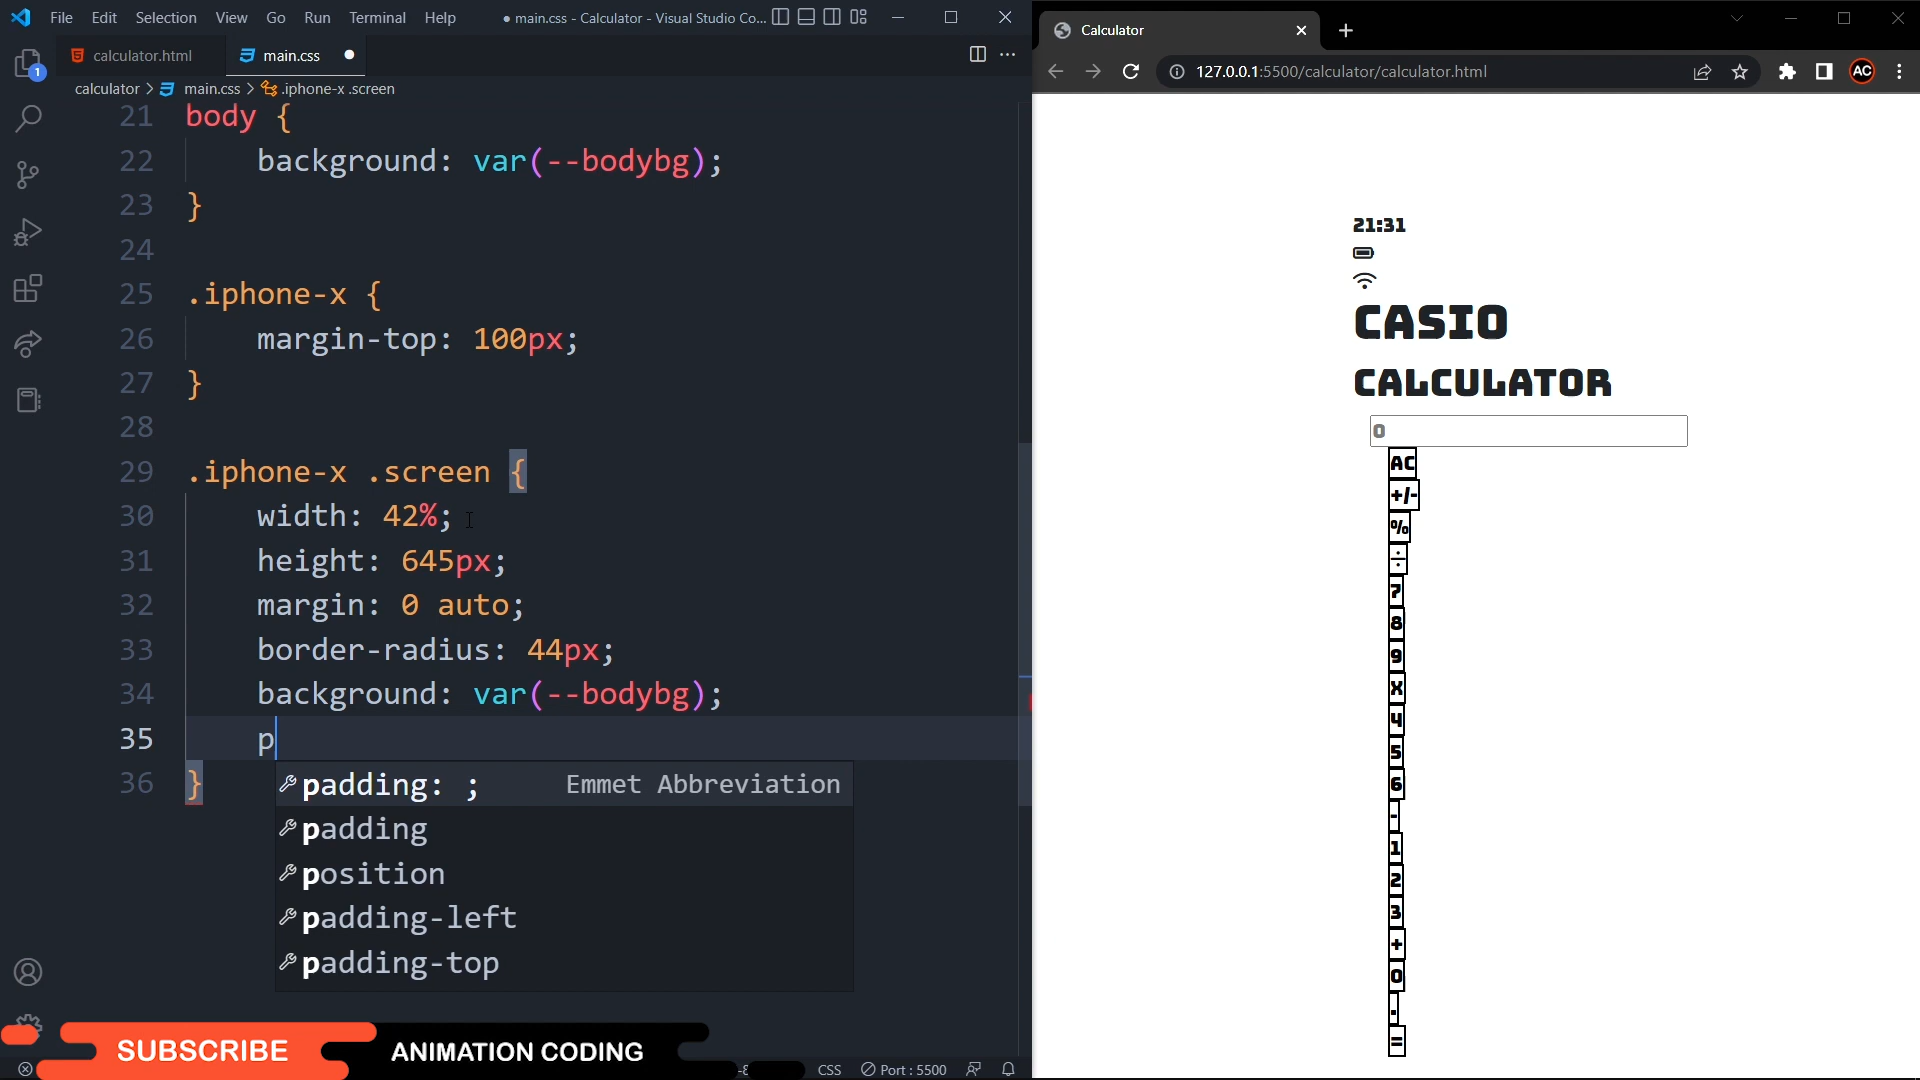 File Edit Selection View Go Run Terminal Help
● main.css - Calculator - Visual Studio Co...
calculator.html
main.css ●
calculator > main.css > .iphone-x .screen
1
21 body {
22 background: var(--bodybg);
23 }
24
25 .iphone-x {
26 margin-top: 100px;
27 }
28
29 .iphone-x .screen {
30 width: 42%;
31 height: 645px;
32 margin: 0 auto;
33 border-radius: 44px;
34 background: var(--bodybg);
35 p
36 }
padding: ; Emmet Abbreviation
padding
position
padding-left
padding-top
SUBSCRIBE
ANIMATION CODING
-8 CSS Port : 5500
Calculator
127.0.0.1:5500/calculator/calculator.html
AC
21:31
CASIO
CALCULATOR
0
AC
+/-
%
÷
7
8
9
X
4
5
6
-
1
2
3
+
0
.
=